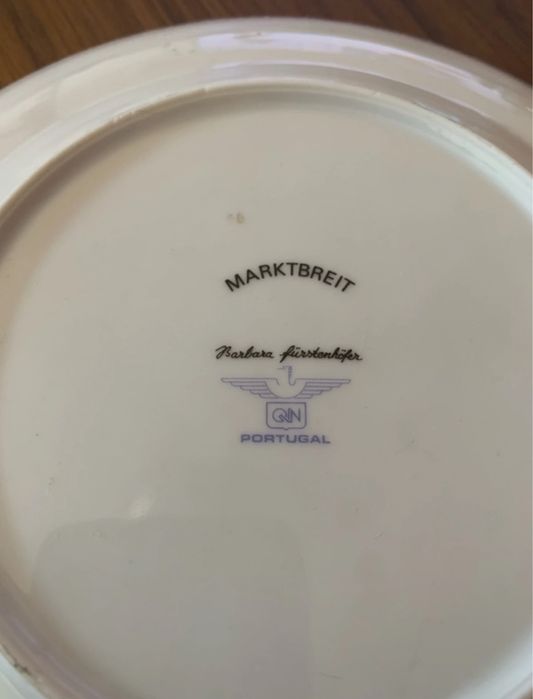 MARKTBREIT
Barbara Fürstenhöfer
QN
PORTUGAL